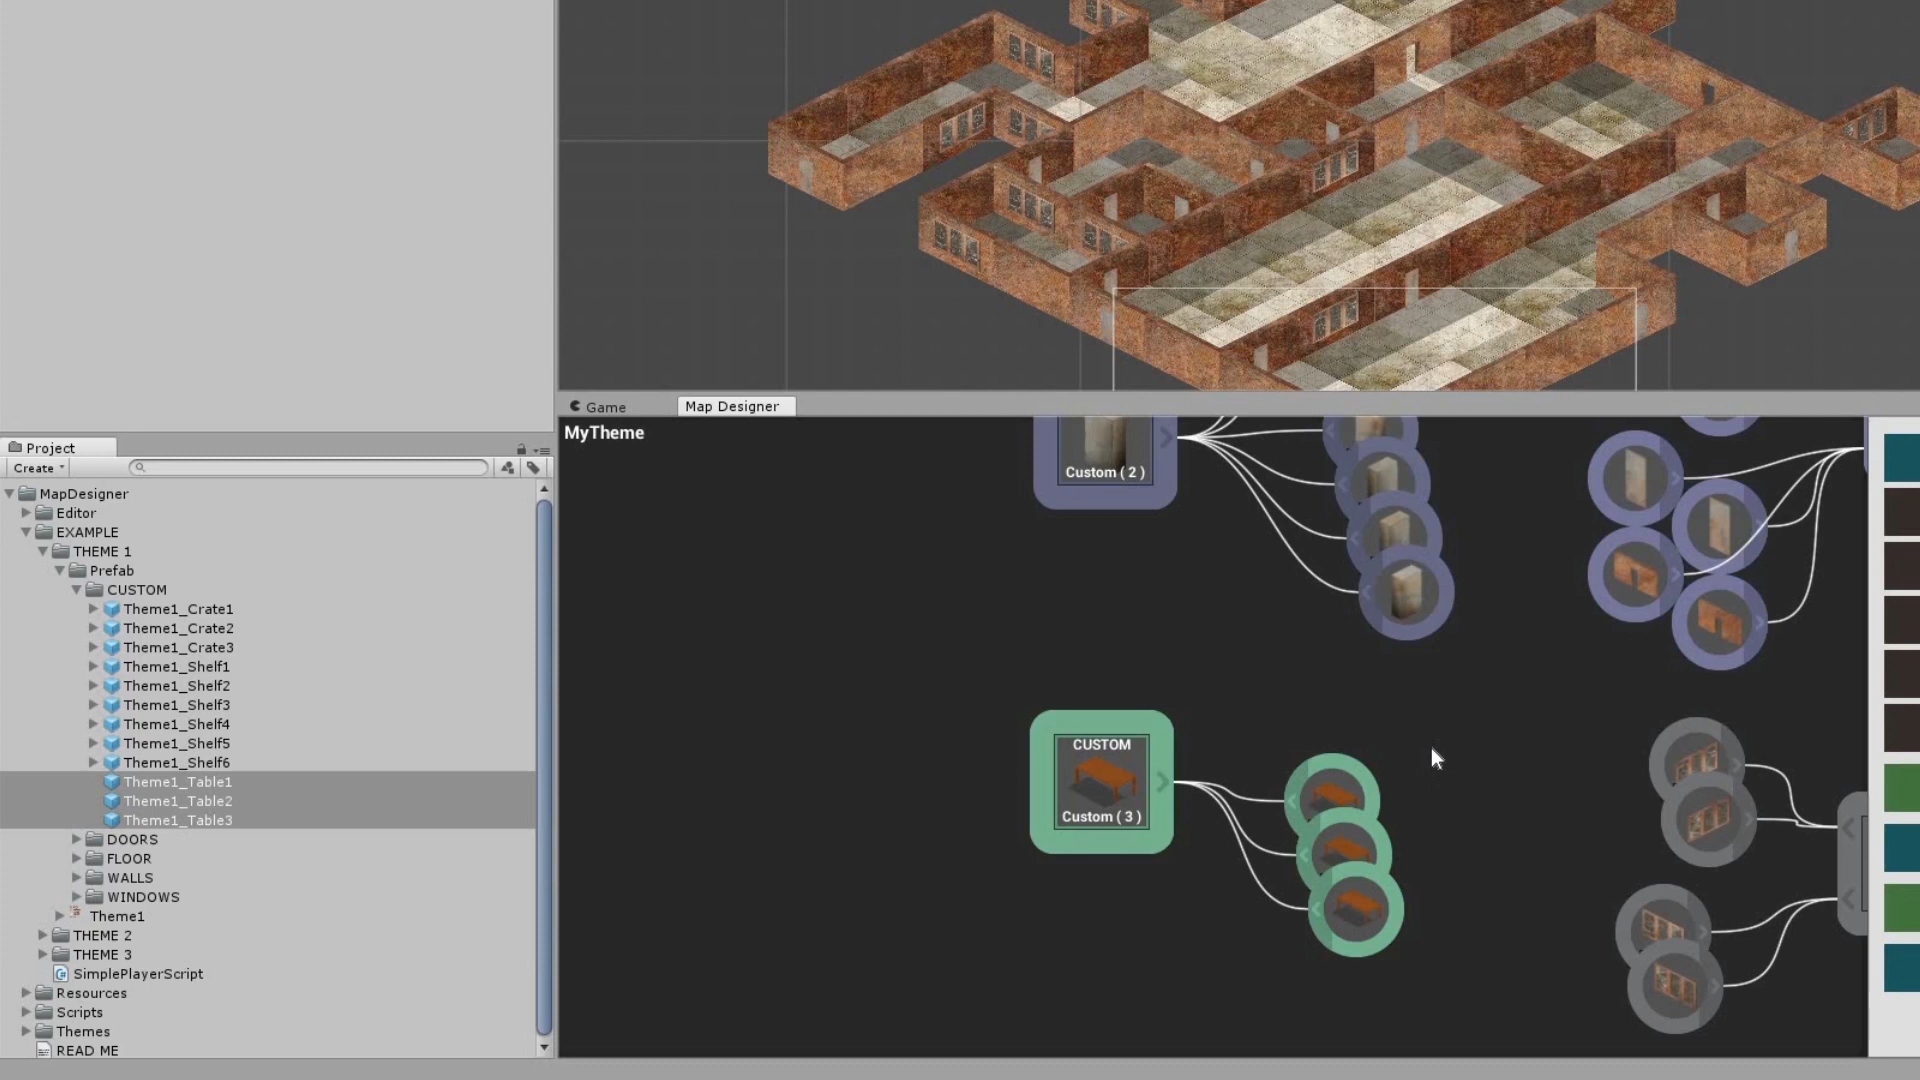 Game
Map Designer
MyTheme
Custom ( 2 )
CUSTOM
Custom ( 3 )
Project
Create
MapDesigner
Editor
EXAMPLE
THEME 1
Prefab
CUSTOM
Theme1_Crate1
Theme1_Crate2
Theme1_Crate3
Theme1_Shelf1
Theme1_Shelf2
Theme1_Shelf3
Theme1_Shelf4
Theme1_Shelf5
Theme1_Shelf6
Theme1_Table1
Theme1_Table2
Theme1_Table3
DOORS
FLOOR
WALLS
WINDOWS
Theme1
THEME 2
THEME 3
SimplePlayerScript
Resources
Scripts
Themes
READ ME